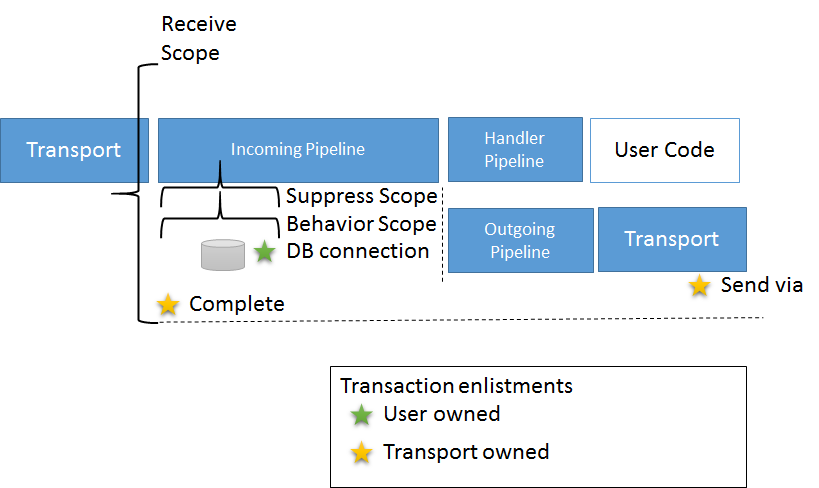 Receive
Scope
Transport
Incoming Pipeline
Handler
Pipeline
User Code
Suppress Scope
Behavior Scope
DB connection
Outgoing
Pipeline
Transport
Send via
Complete
Transaction enlistments
User owned
Transport owned